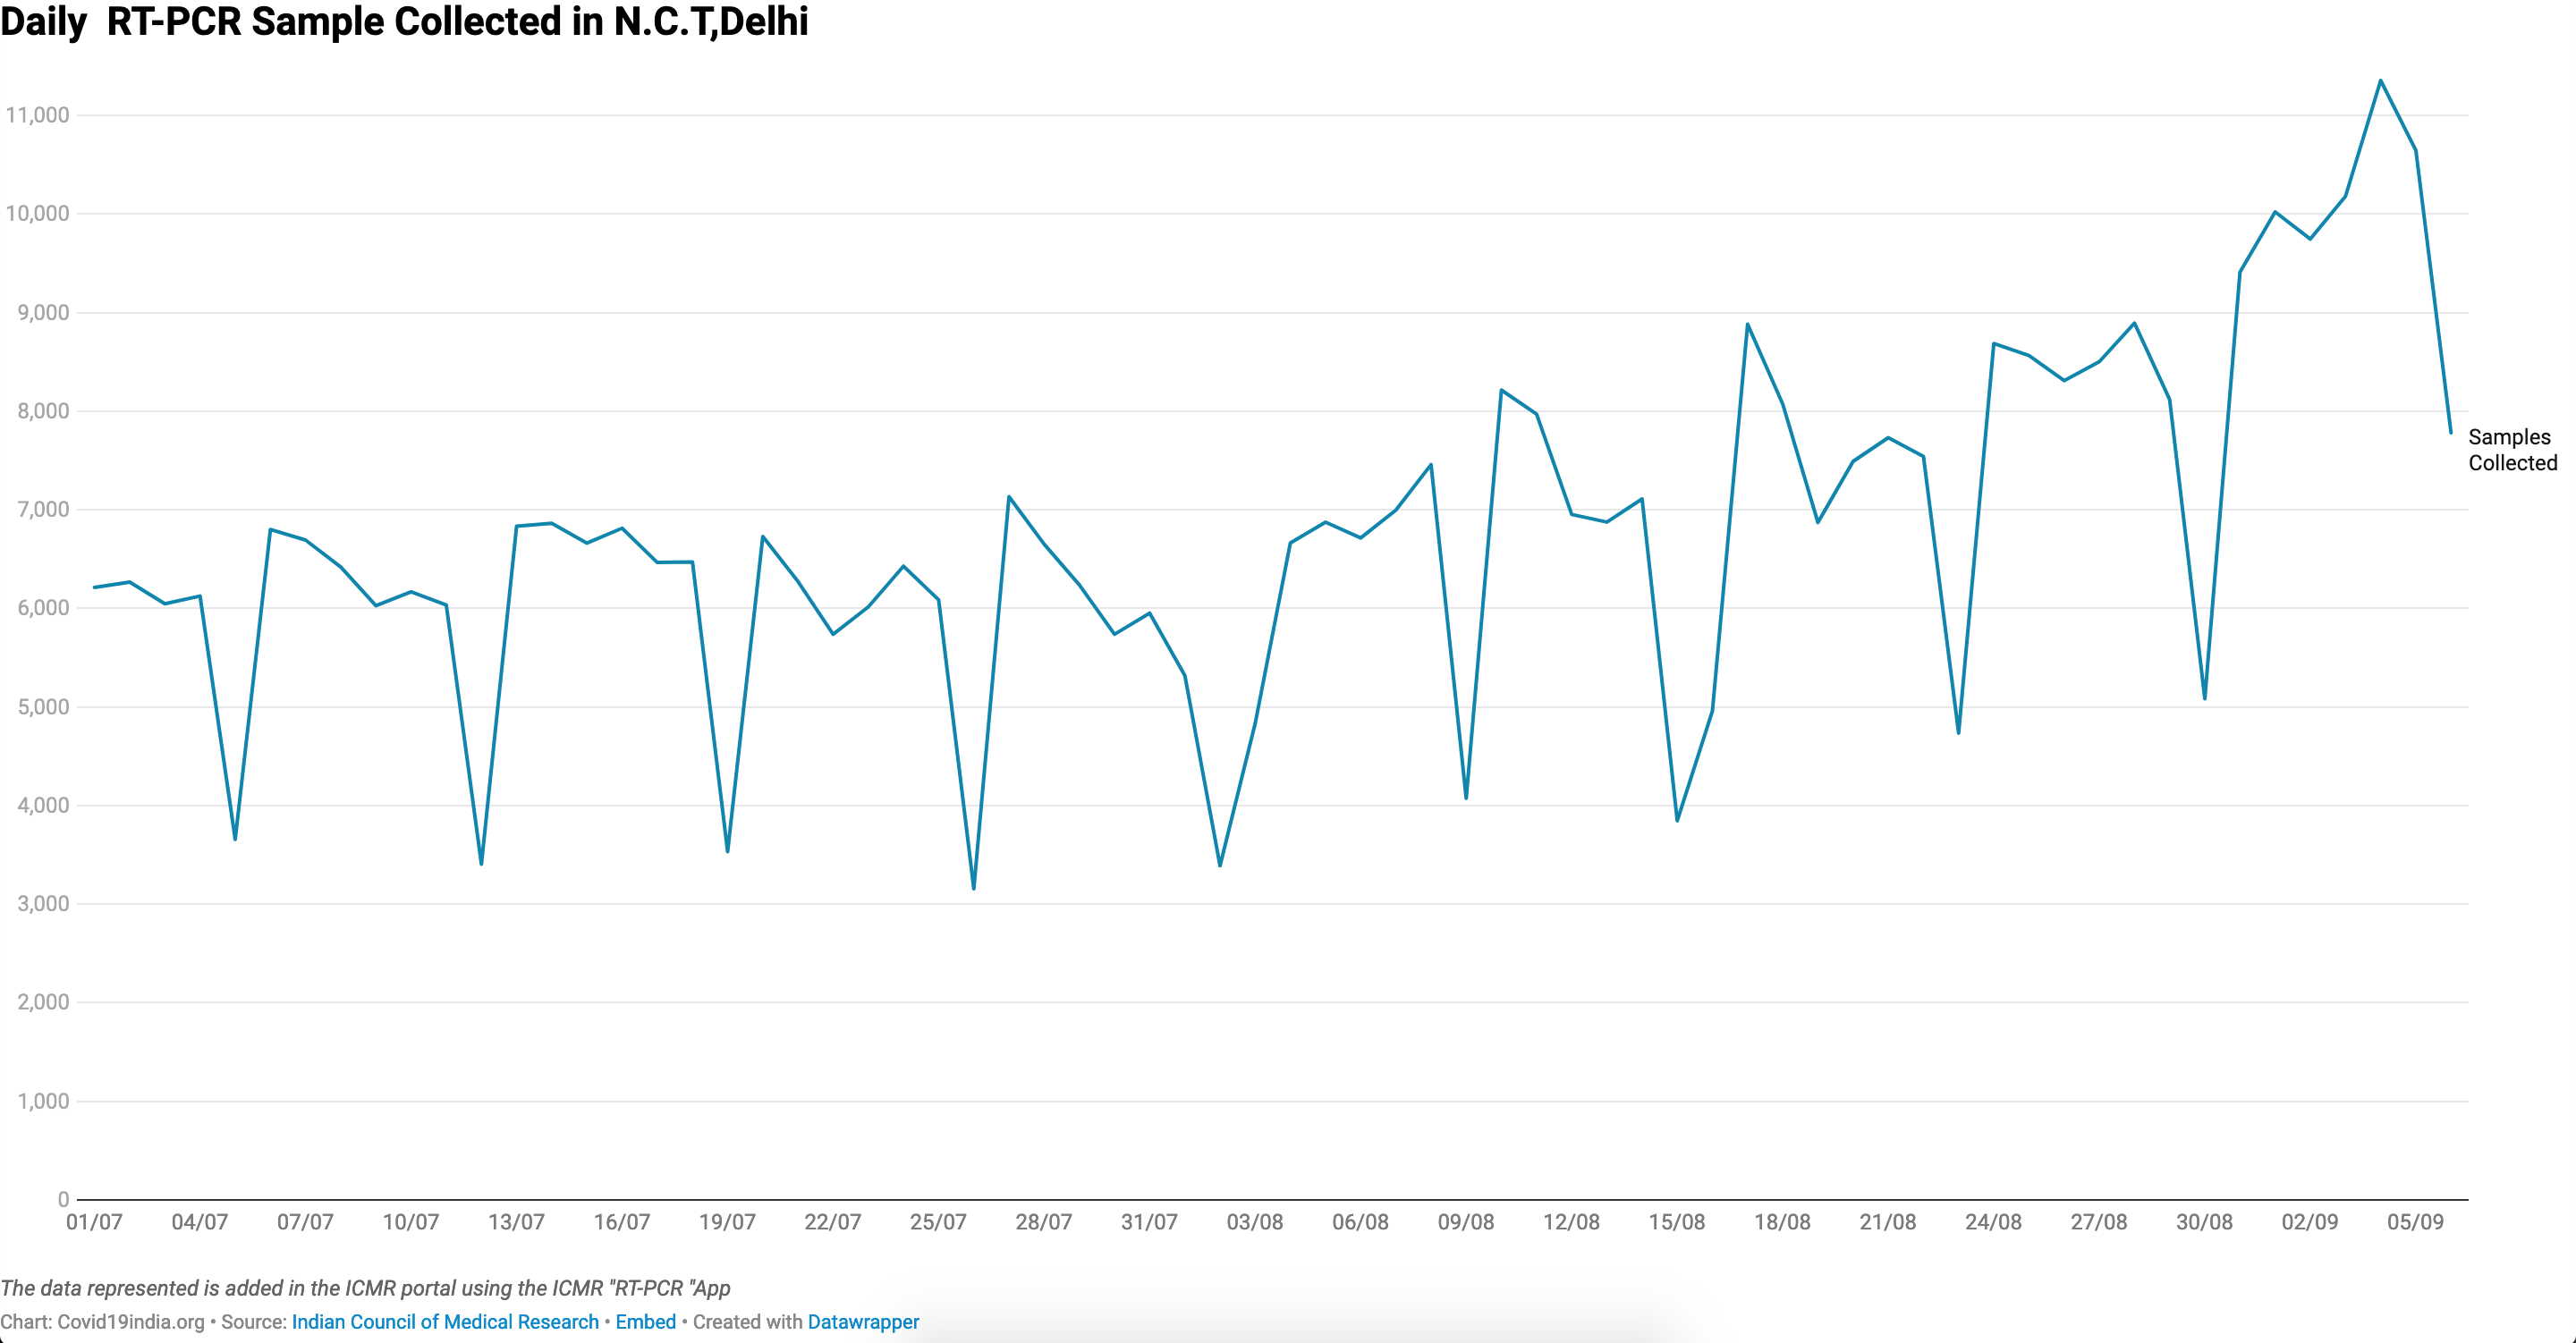 Daily  RT-PCR Sample Collected in N.C.T,Delhi
11,000
10,000
9,000
8,000
7,000
6,000
5,000
4,000
3,000
2,000
1,000
0
Samples
Collected
01/07 04/07 07/07 10/07 13/07 16/07 19/07 22/07 25/07 28/07 31/07 03/08 06/08 09/08 12/08 15/08 18/08 21/08 24/08 27/08 30/08 02/09 05/09
The data represented is added in the ICMR portal using the ICMR "RT-PCR "App
Chart: Covid19india.org • Source: Indian Council of Medical Research • Embed • Created with Datawrapper